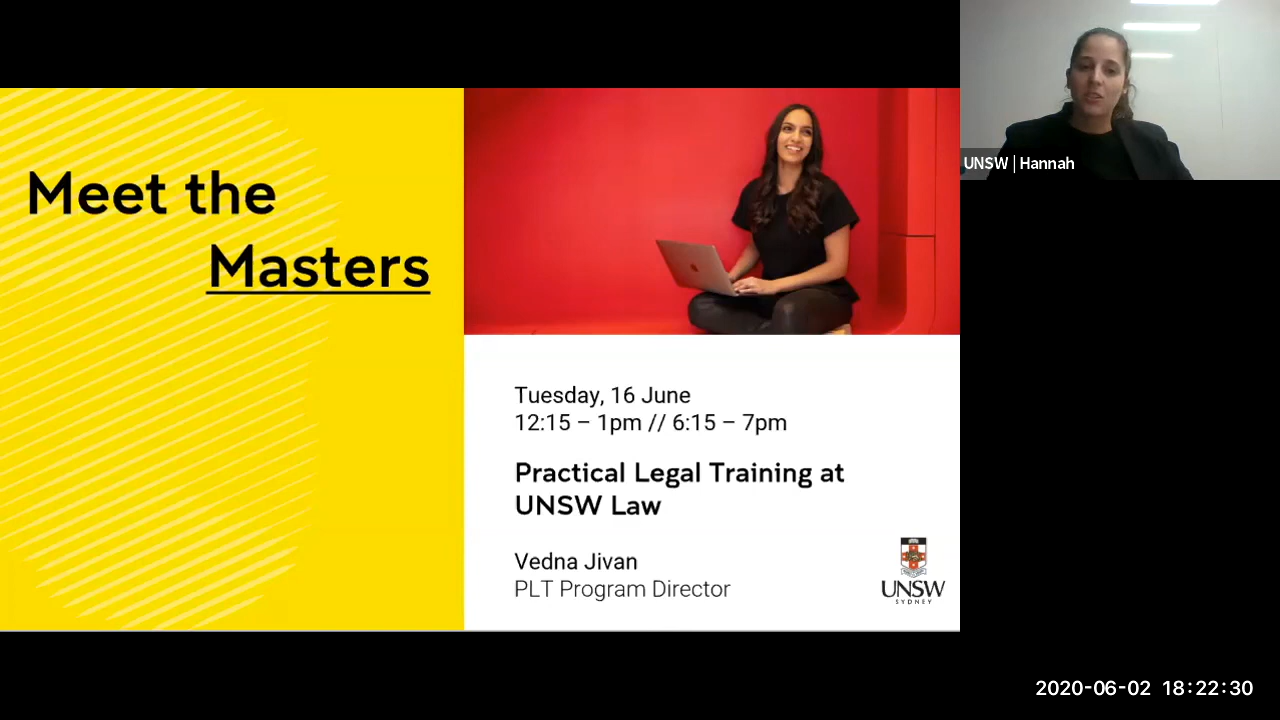 Meet the
Masters
Tuesday, 16 June
12:15 – 1pm // 6:15 – 7pm
Practical Legal Training at
UNSW Law
Vedna Jivan
PLT Program Director
UNSW
SYDNEY
UNSW | Hannah
2020-06-02 18:22:30